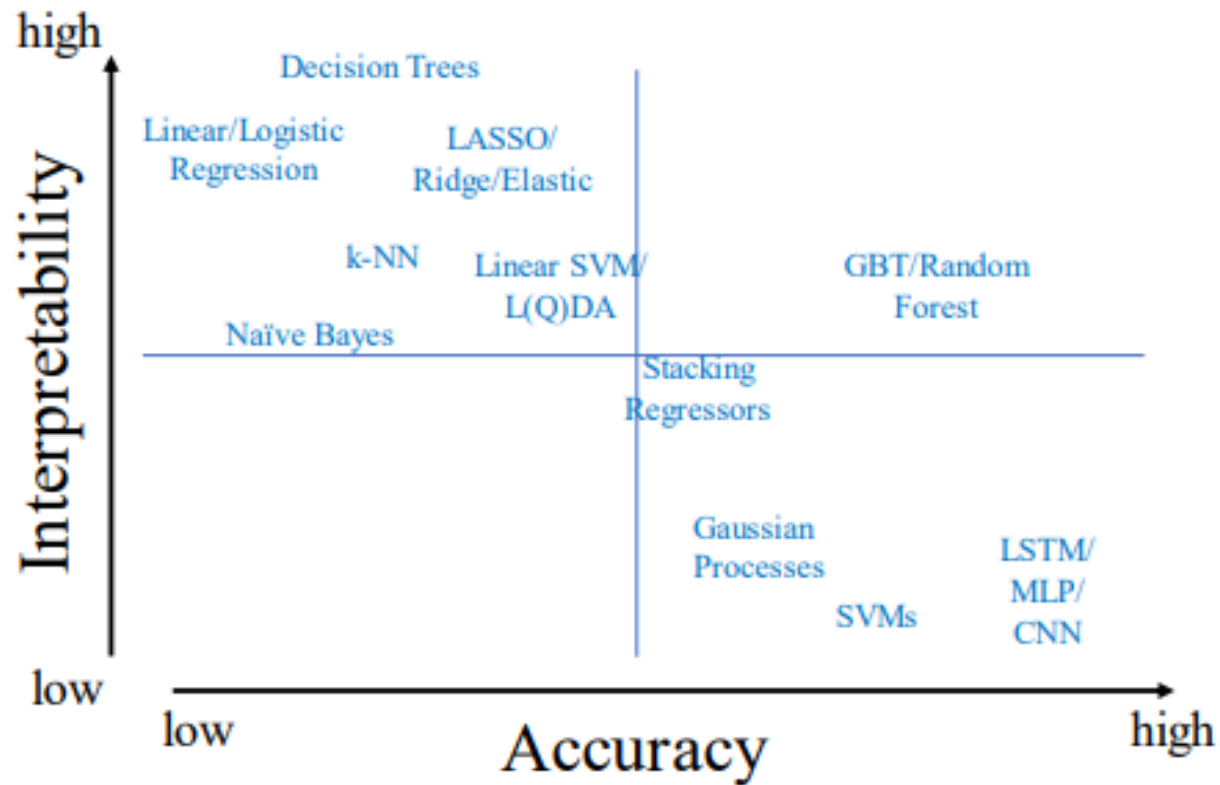 high
Decision Trees
Linear/Logistic
Regression
LASSO/
Ridge/Elastic
k-NN
Linear SVM/
L(Q)DA
GBT/Random
Forest
Naïve Bayes
Stacking
Regressors
Gaussian
Processes
SVMs
LSTM/
MLP/
CNN
Interpretability
low
low
Accuracy
high